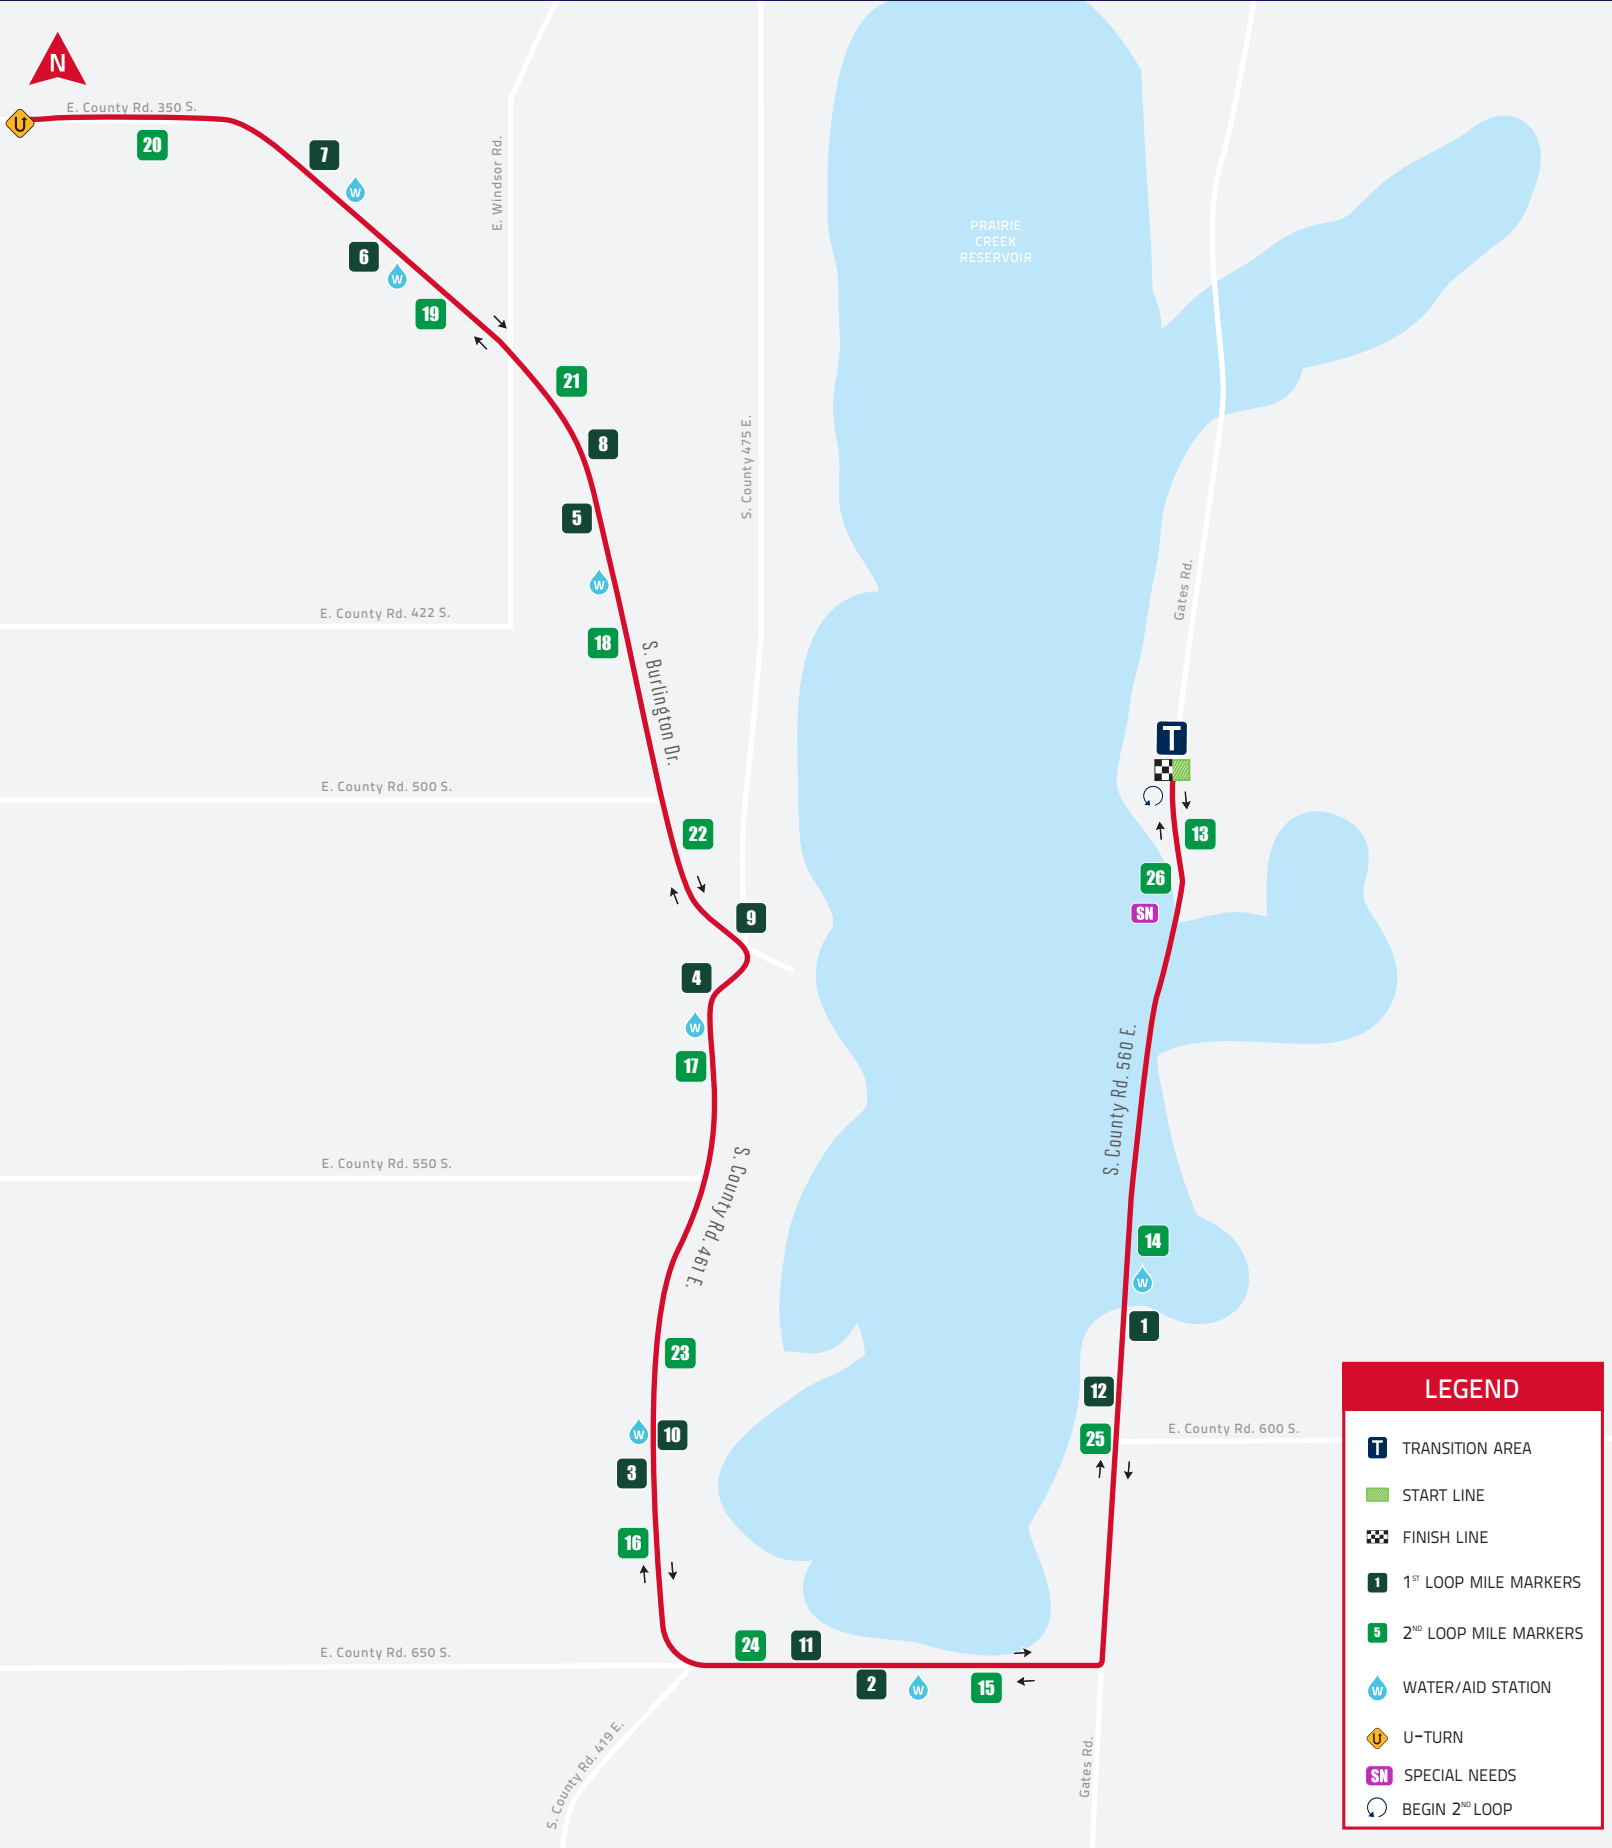 N
E. County Rd. 350 S.
20
7
W
E. Windsor Rd.
6
W
19
PRAIRIE
CREEK
RESERVOIR
21
8
S. County 475 E.
5
W
Gates Rd.
E. County Rd. 422 S.
18
S. Burlington Dr.
T
E. County Rd. 500 S.
22
13
26
SN
9
4
W
17
S. County Rd. 560 E.
E. County Rd. 550 S.
S. County Rd. 461 E.
14
W
1
23
12
25
E. County Rd. 600 S.
W
10
3
16
E. County Rd. 650 S.
24
11
2
W
15
S. County Rd. 419 E.
Gates Rd.
LEGEND
T TRANSITION AREA
START LINE
FINISH LINE
1 1ST LOOP MILE MARKERS
5 2ND LOOP MILE MARKERS
W WATER/AID STATION
U-TURN
SN SPECIAL NEEDS
BEGIN 2ND LOOP